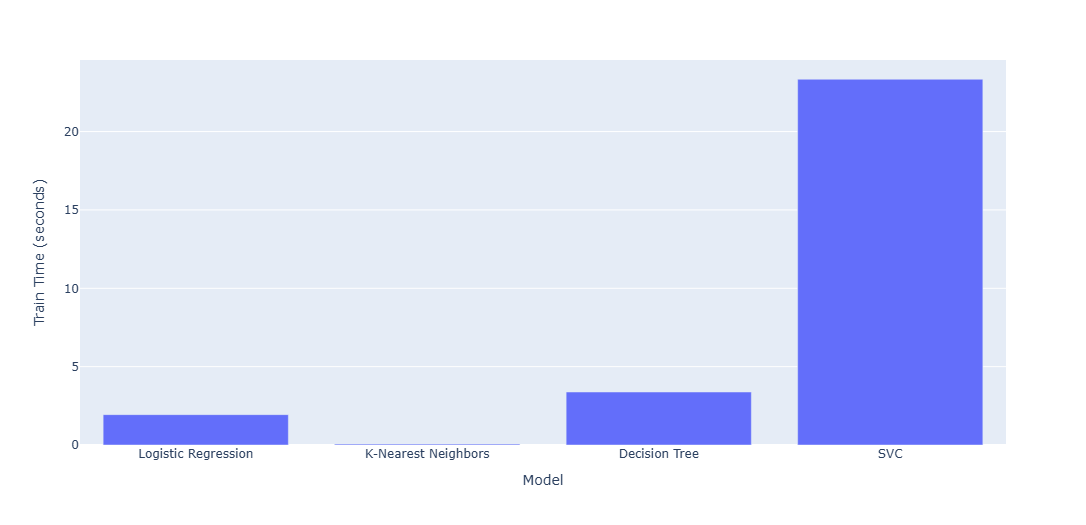 Train Time (seconds)
20
15
10
5
0
Logistic Regression
K-Nearest Neighbors
Decision Tree
SVC
Model